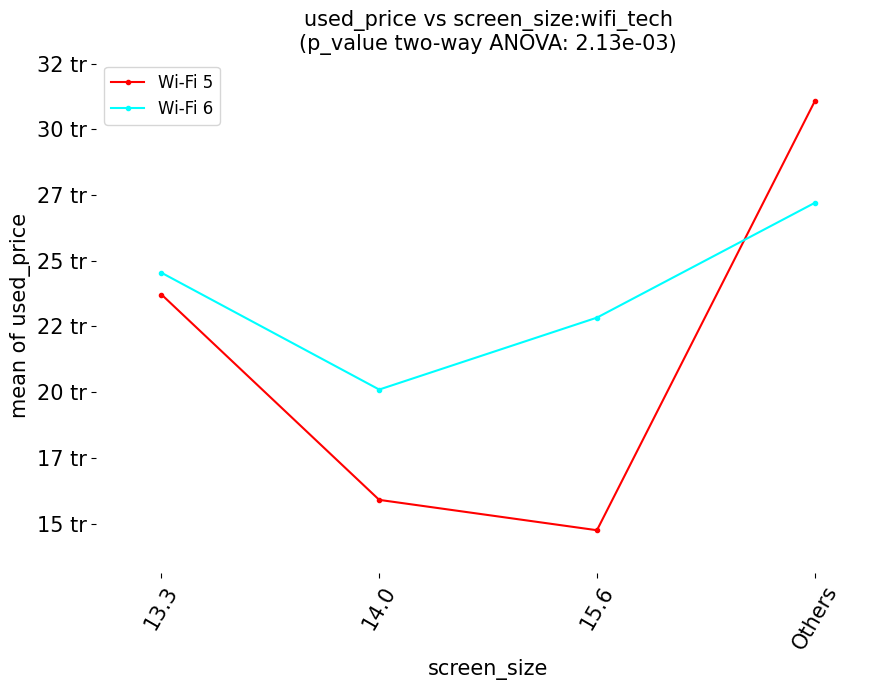 used_price vs screen_size:wifi_tech
(p_value two-way ANOVA: 2.13e-03)
Wi-Fi 5
Wi-Fi 6
32 tr
30 tr
27 tr
25 tr
22 tr
20 tr
17 tr
15 tr
mean of used_price
13.3
14.0
15.6
Others
screen_size